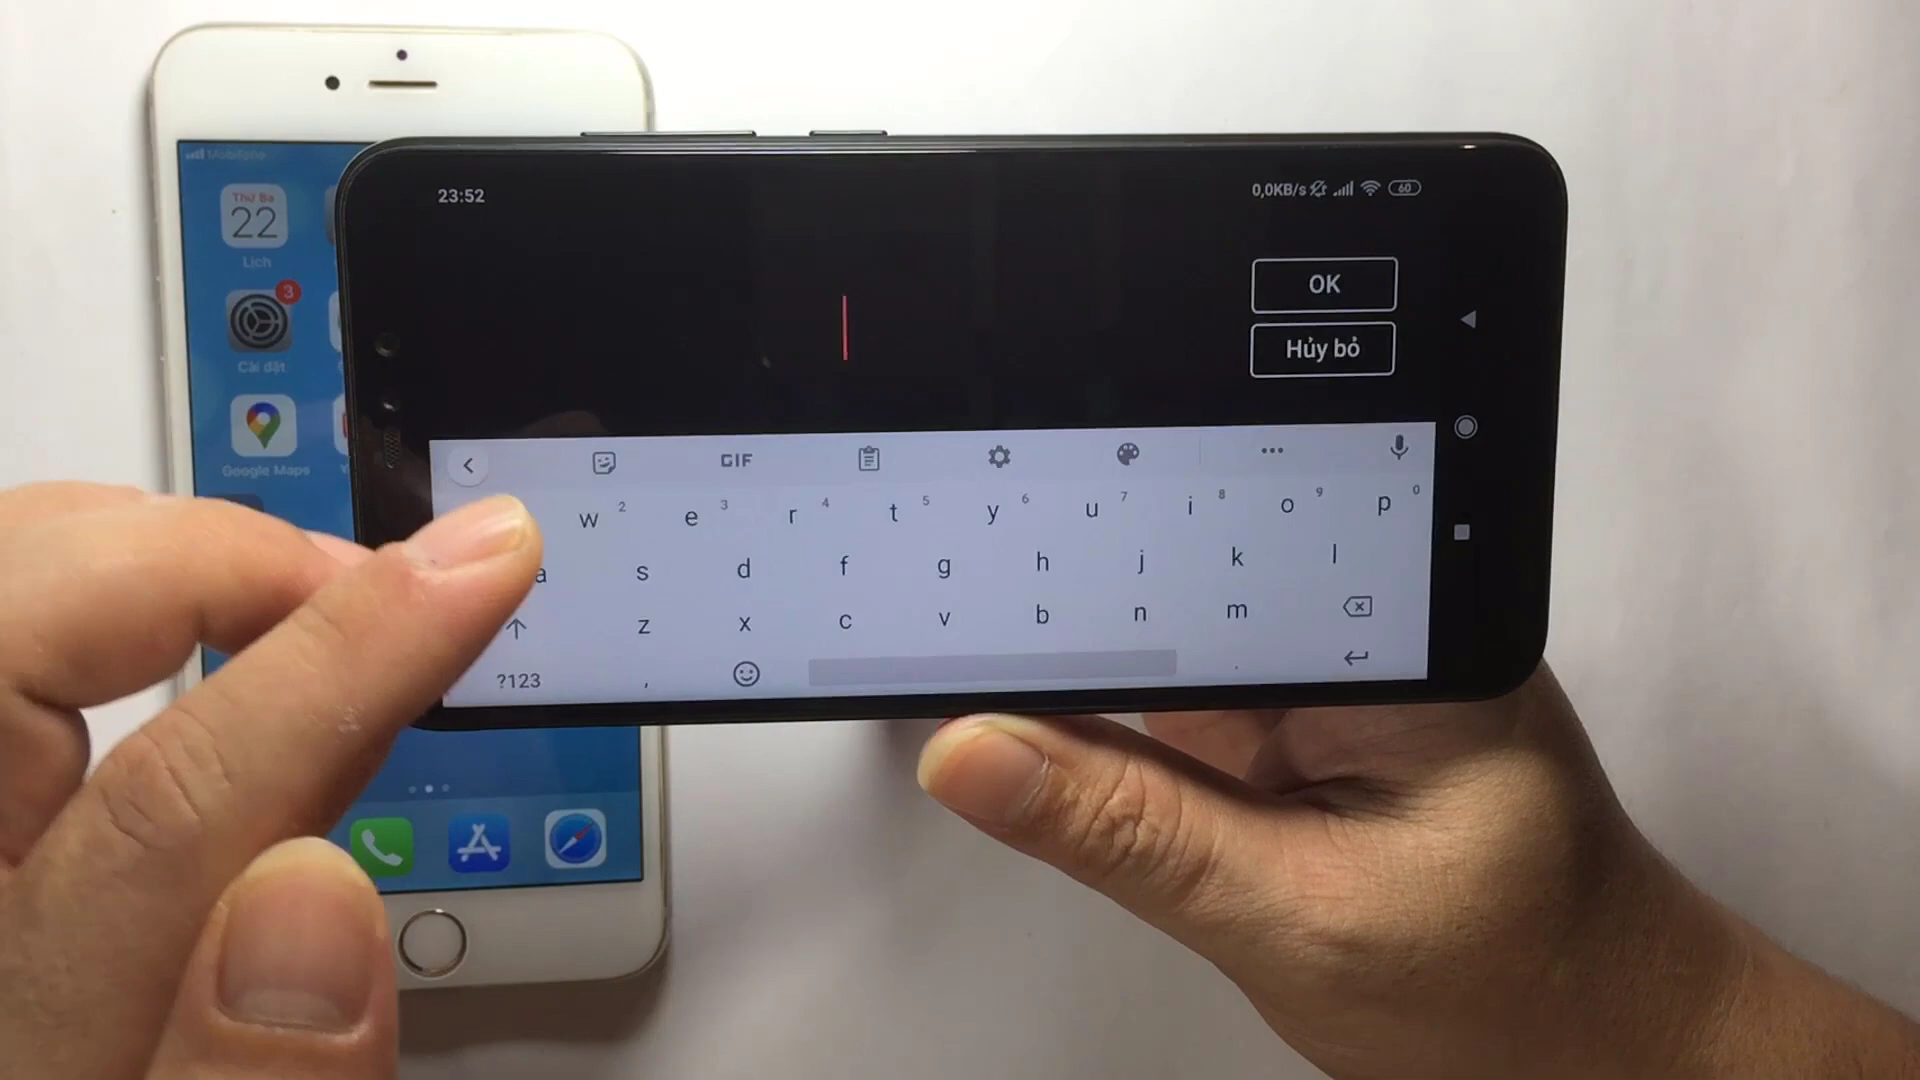 Mobifone
Thứ Ba
22
Lịch
3
Cài đặt
Google Maps
23:52
0,0KB/s
60
OK
Hủy bỏ
GIF
w 2 e 3 r 4 t 5 y 6 u 7 i 8 o 9 p 0
a s d f g h j k l
z x c v b n m
?123 , .